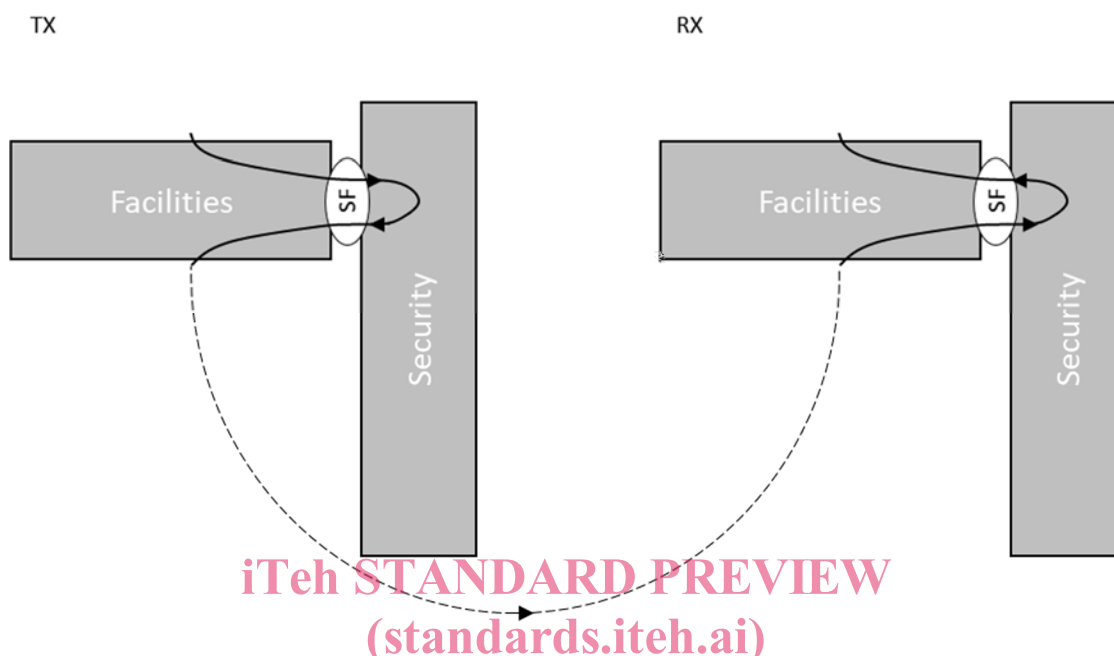 TX
RX
Facilities
SF
Security
Facilities
SF
Security
iTeh STANDARD PREVIEW
(standards.iteh.ai)